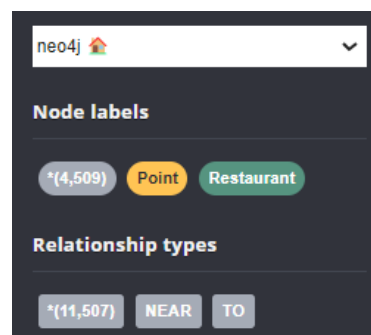 neo4j
Node labels
*(4,509) Point Restaurant
Relationship types
*(11,507) NEAR TO